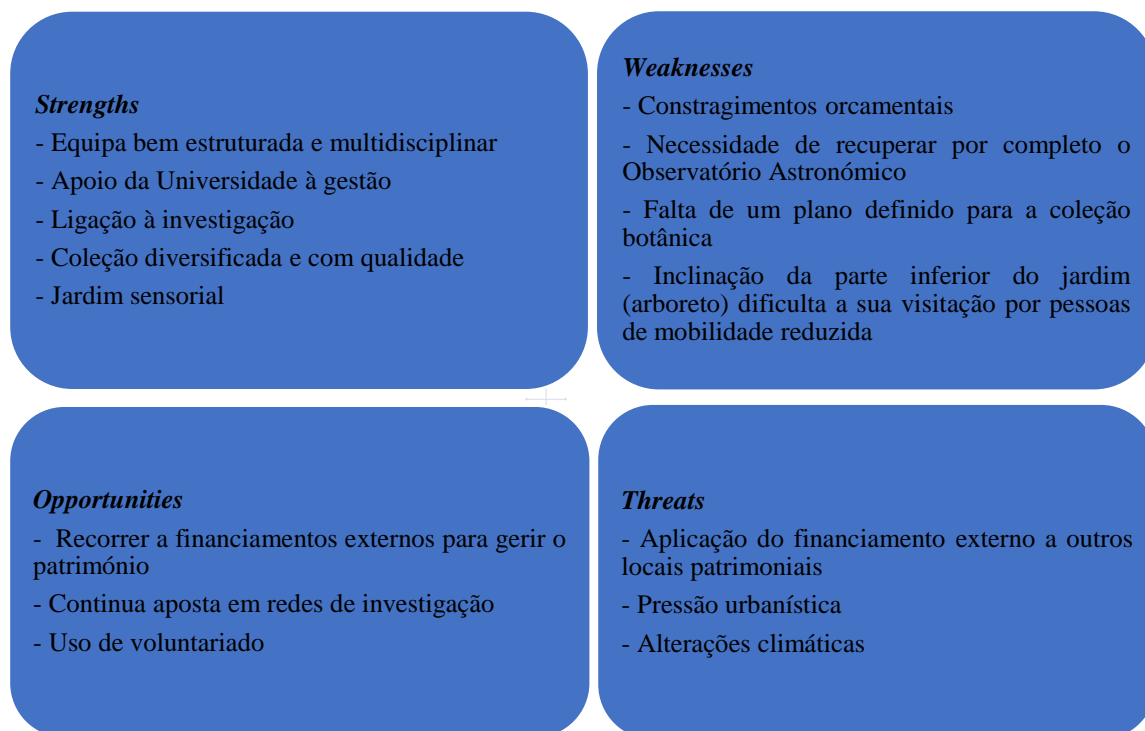 Strengths
- Equipa bem estruturada e multidisciplinar
- Apoio da Universidade à gestão
- Ligação à investigação
- Coleção diversificada e com qualidade
- Jardim sensorial
Weaknesses
- Constragimentos orcamentais
- Necessidade de recuperar por completo o
Observatório Astronómico
- Falta de um plano definido para a coleção
botânica
- Inclinação da parte inferior do jardim
(arboreto) dificulta a sua visitação por pessoas
de mobilidade reduzida
Opportunities
- Recorrer a financiamentos externos para gerir o
património
- Continua aposta em redes de investigação
- Uso de voluntariado
Threats
- Aplicação do financiamento externo a outros
locais patrimoniais
- Pressão urbanística
- Alterações climáticas